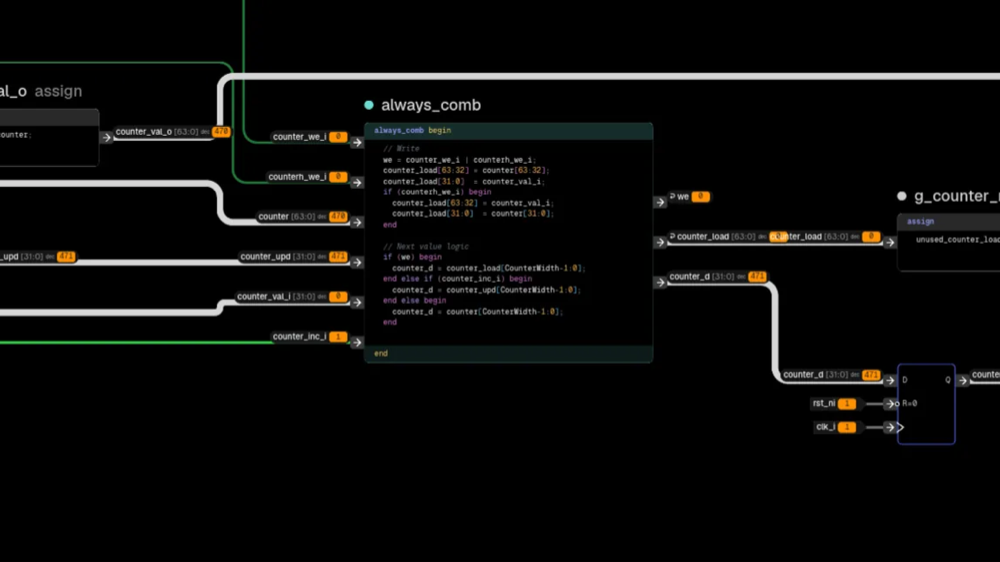 al_o assign
always_comb
counter:
counter_val_o [63:0] 470
counter_we_i 0
counterh_we_i 0
counter [63:0] 470
_upd [31:0] 471
counter_upd [31:0] 471
counter_val_i [31:0] 0
counter_inc_i 1
always_comb begin
// Write
we = counter_we_i | counterh_we_i;
counter_load[63:32] = counter[63:32];
counter_load[31:0] = counter_val_i;
if (counterh_we_i) begin
counter_load[63:32] = counter_val_i;
counter_load[31:0] = counter[31:0];
end
// Next value logic
if (we) begin
counter_d = counter_load[CounterWidth-1:0];
end else if (counter_inc_i) begin
counter_d = counter_upd[CounterWidth-1:0];
end else begin
counter_d = counter[CounterWidth-1:0];
end
end
we 0
counter_load [63:0]
counter_load [63:0] 0
counter_d [31:0] 471
g_counter_
assign
unused_counter_load
counter_d [31:0] 471
rst_ni 1
clk_i 1
D Q
R=0
counte